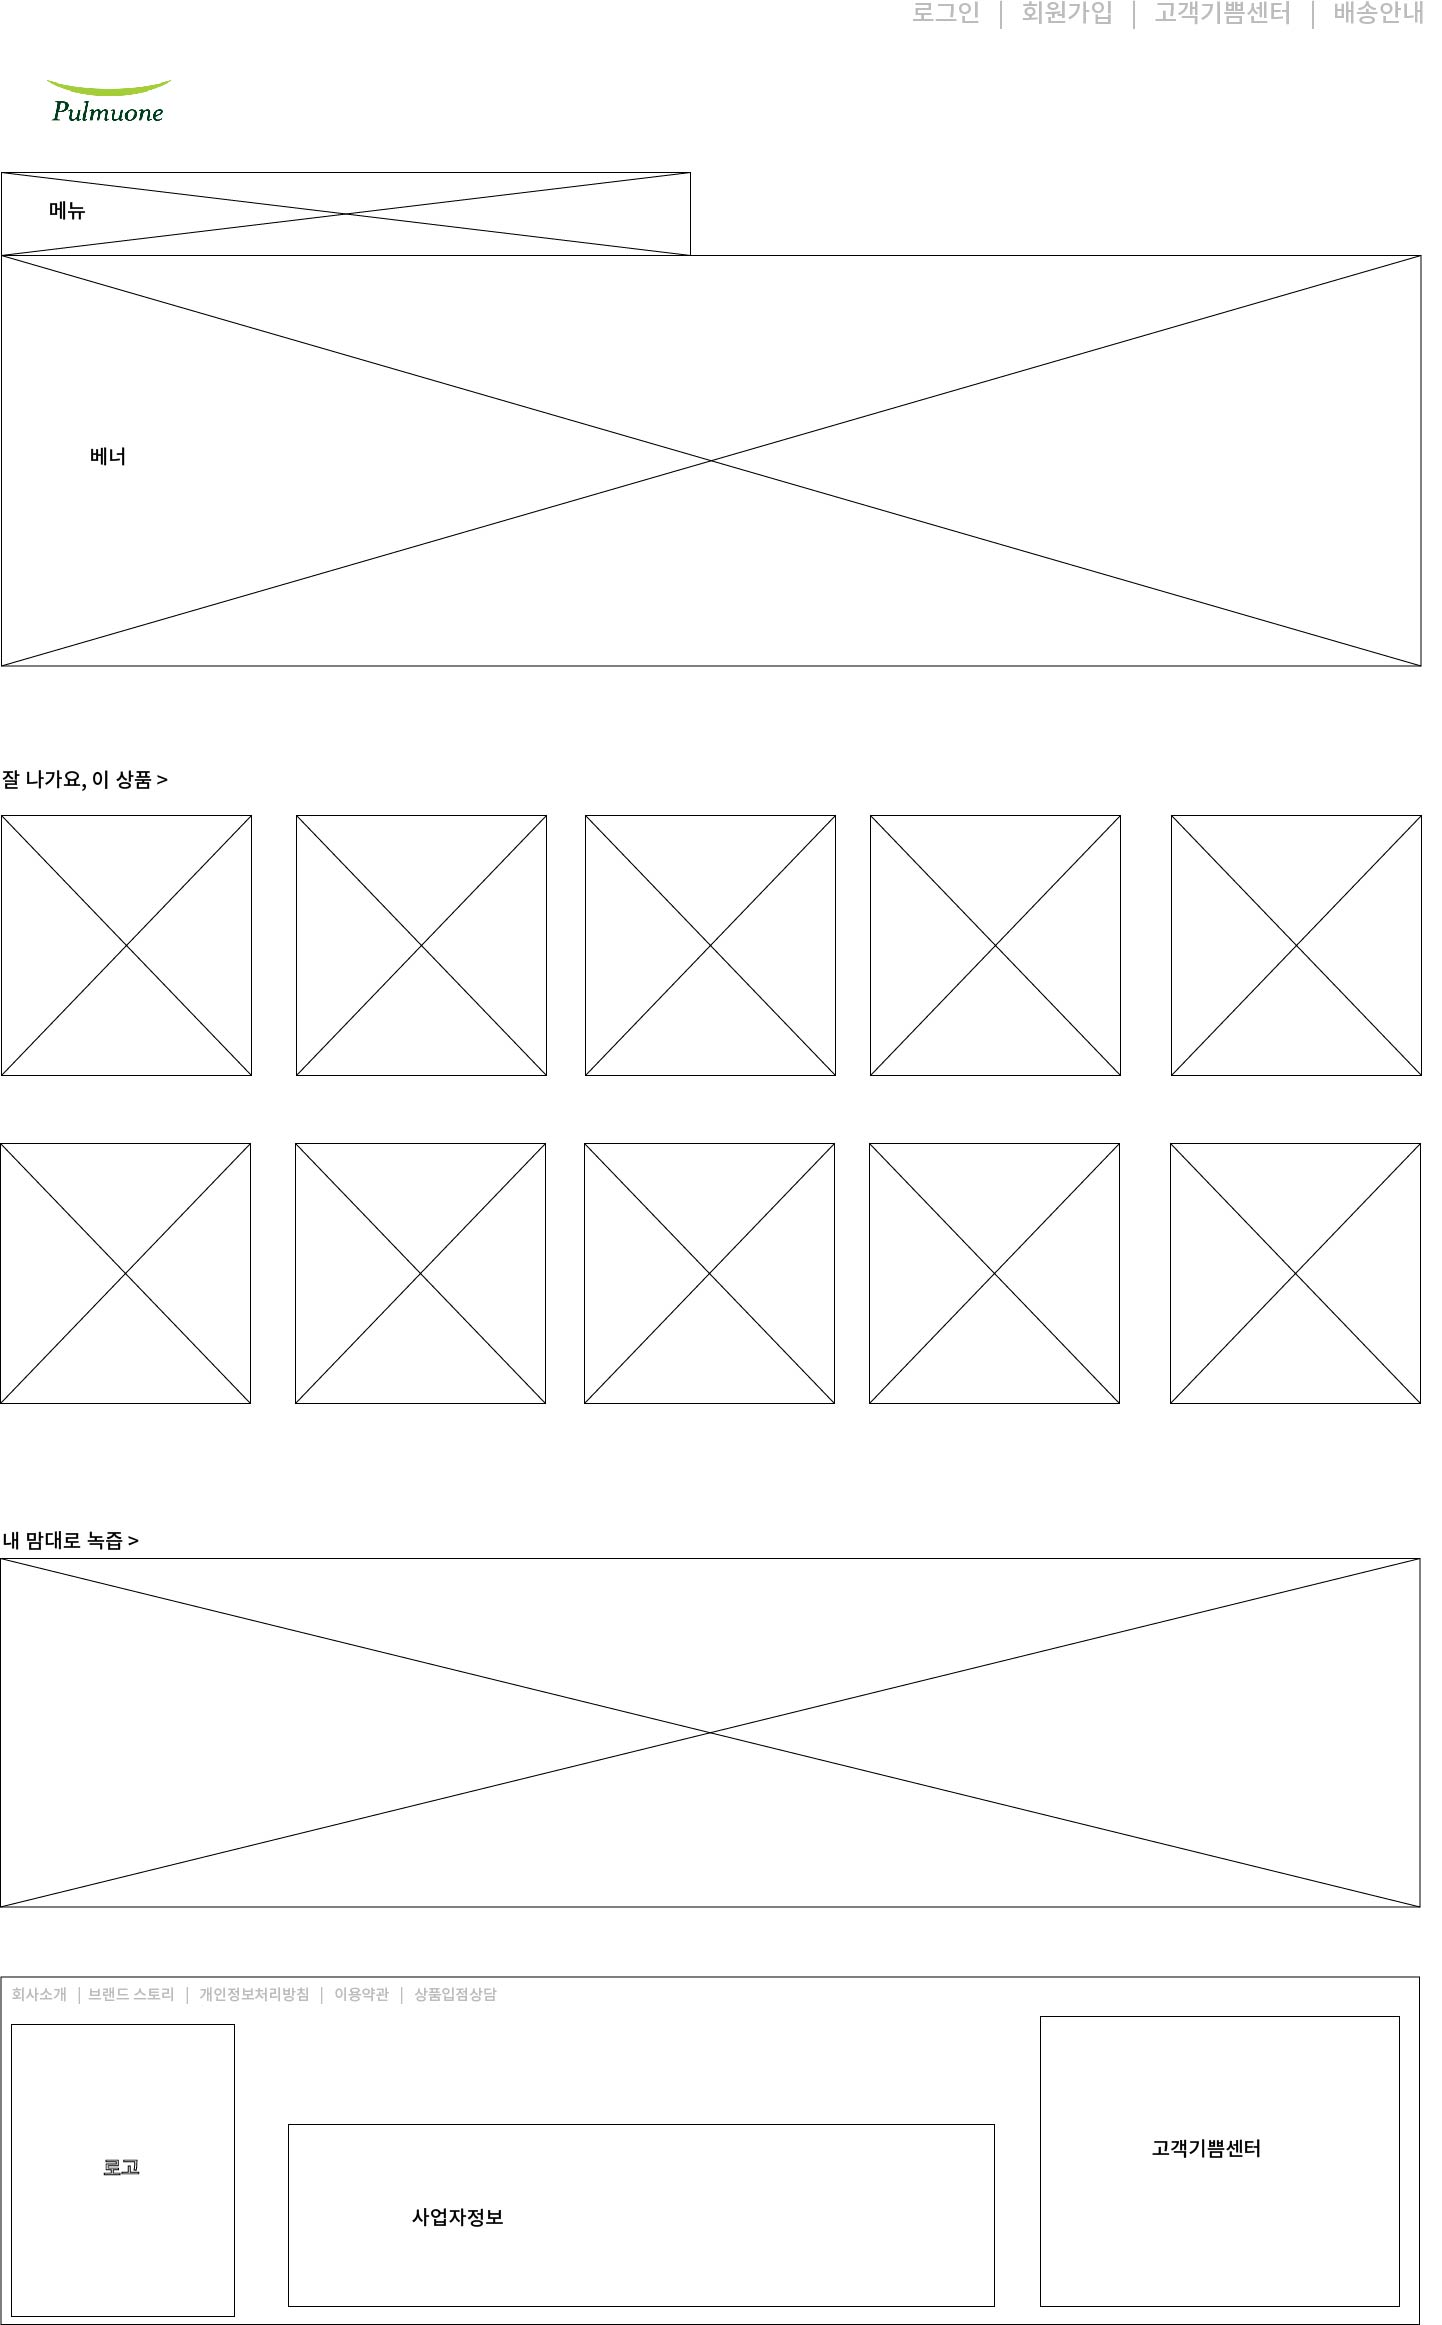 로그인 | 회원가입 | 고객기쁨센터 | 배송안내
Pulmuone
메뉴
베너
잘 나가요, 이 상품 >
내 맘대로 녹즙 >
회사소개 | 브랜드 스토리 | 개인정보처리방침 | 이용약관 | 상품입점상담
로고
사업자정보
고객기쁨센터